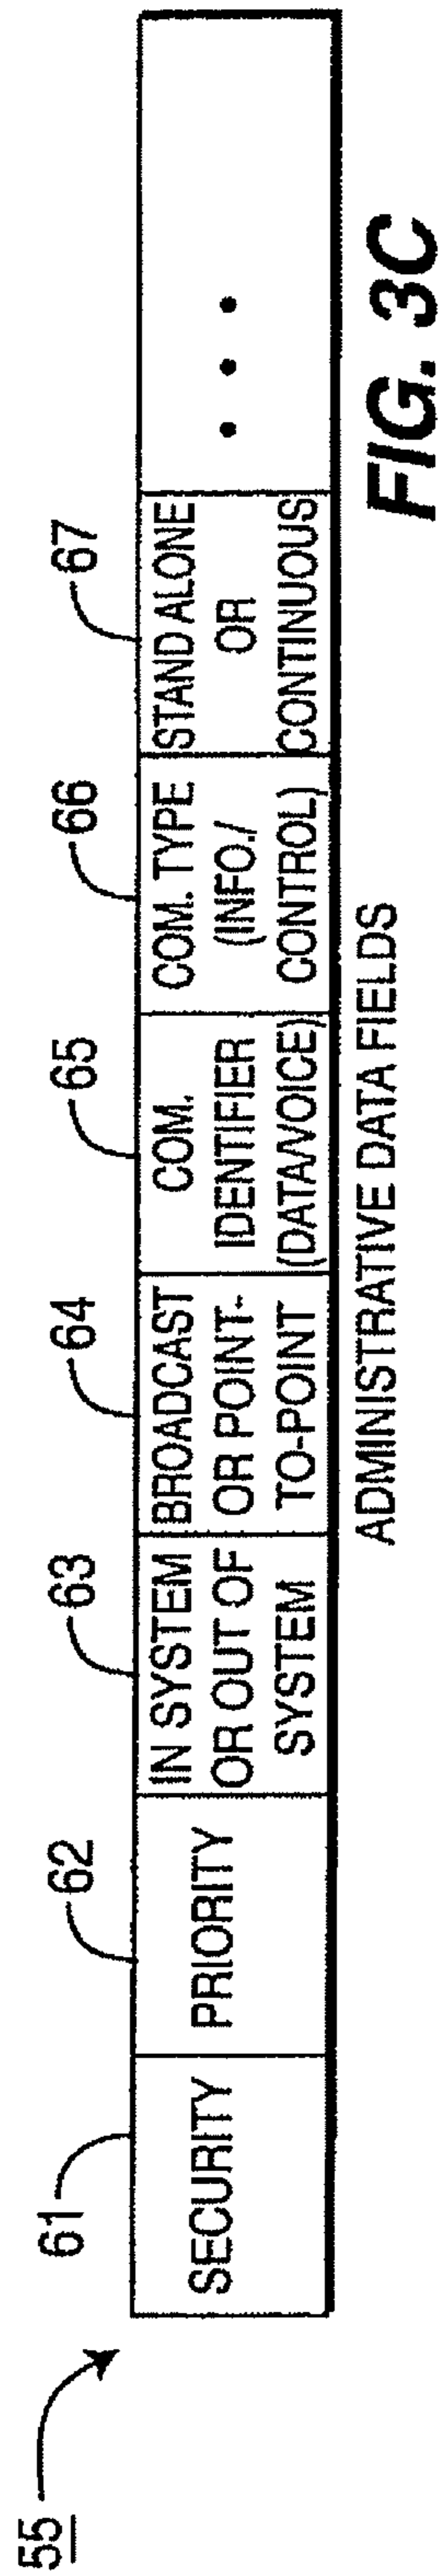 55
61
62
63
64
65
66
67
SECURITY
PRIORITY
IN SYSTEM
OR OUT OF
SYSTEM
BROADCAST
OR POINT-
TO-POINT
COM.
IDENTIFIER
(DATA/VOICE)
COM. TYPE
(INFO./
CONTROL)
STAND ALONE
OR
CONTINUOUS
• • •
ADMINISTRATIVE DATA FIELDS
FIG. 3C